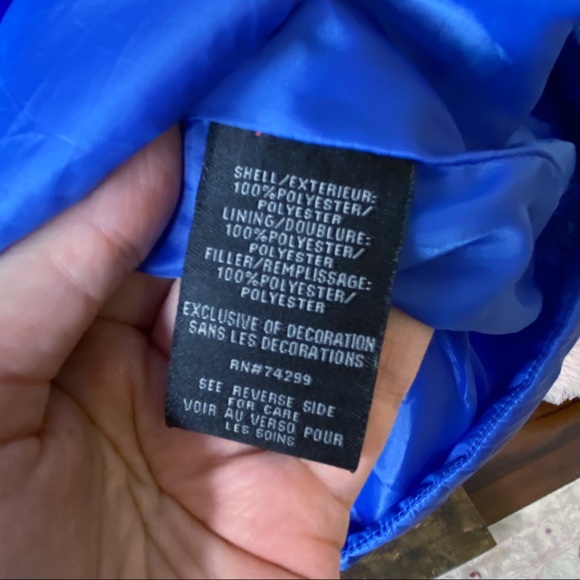 SHELL/EXTERIEUR:
100%POLYESTER/
POLYESTER
LINING/DOUBLURE:
100%POLYESTER/
POLYESTER
FILLER/REMPLISSAGE:
100%POLYESTER/
POLYESTER
EXCLUSIVE OF DECORATION
SANS LES DECORATIONS
RN#74299
SEE REVERSE SIDE
FOR CARE
VOIR AU VERSO POUR
LES SOINS